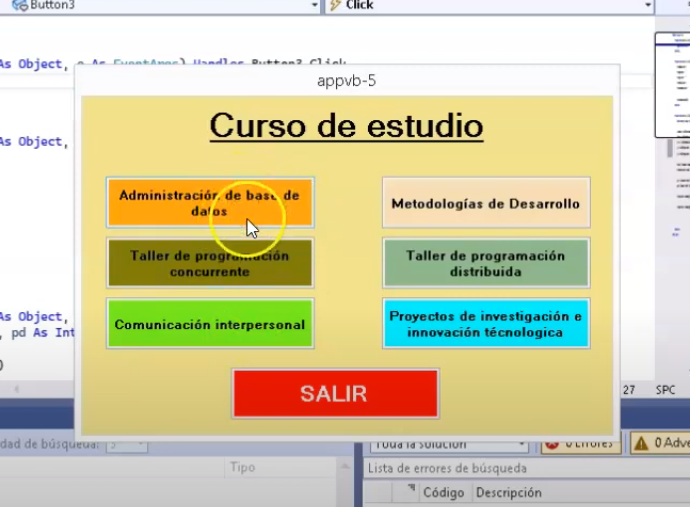 Button3
Click
As Object, e As EventArgs) Handles Button3.Click
appvb-5
Curso de estudio
As Object,
Administración de base de
datos
Metodologías de Desarrollo
Taller de programación
concurrente
Taller de programación
distribuida
As Object,
, pd As Int
)
Comunicación interpersonal
Proyectos de investigación e
innovación técnologica
SALIR
27 SPC
dad de búsqueda: 3
Toda la solución
0 Errores
0 Adve
Tipo
Lista de errores de búsqueda
Código Descripción